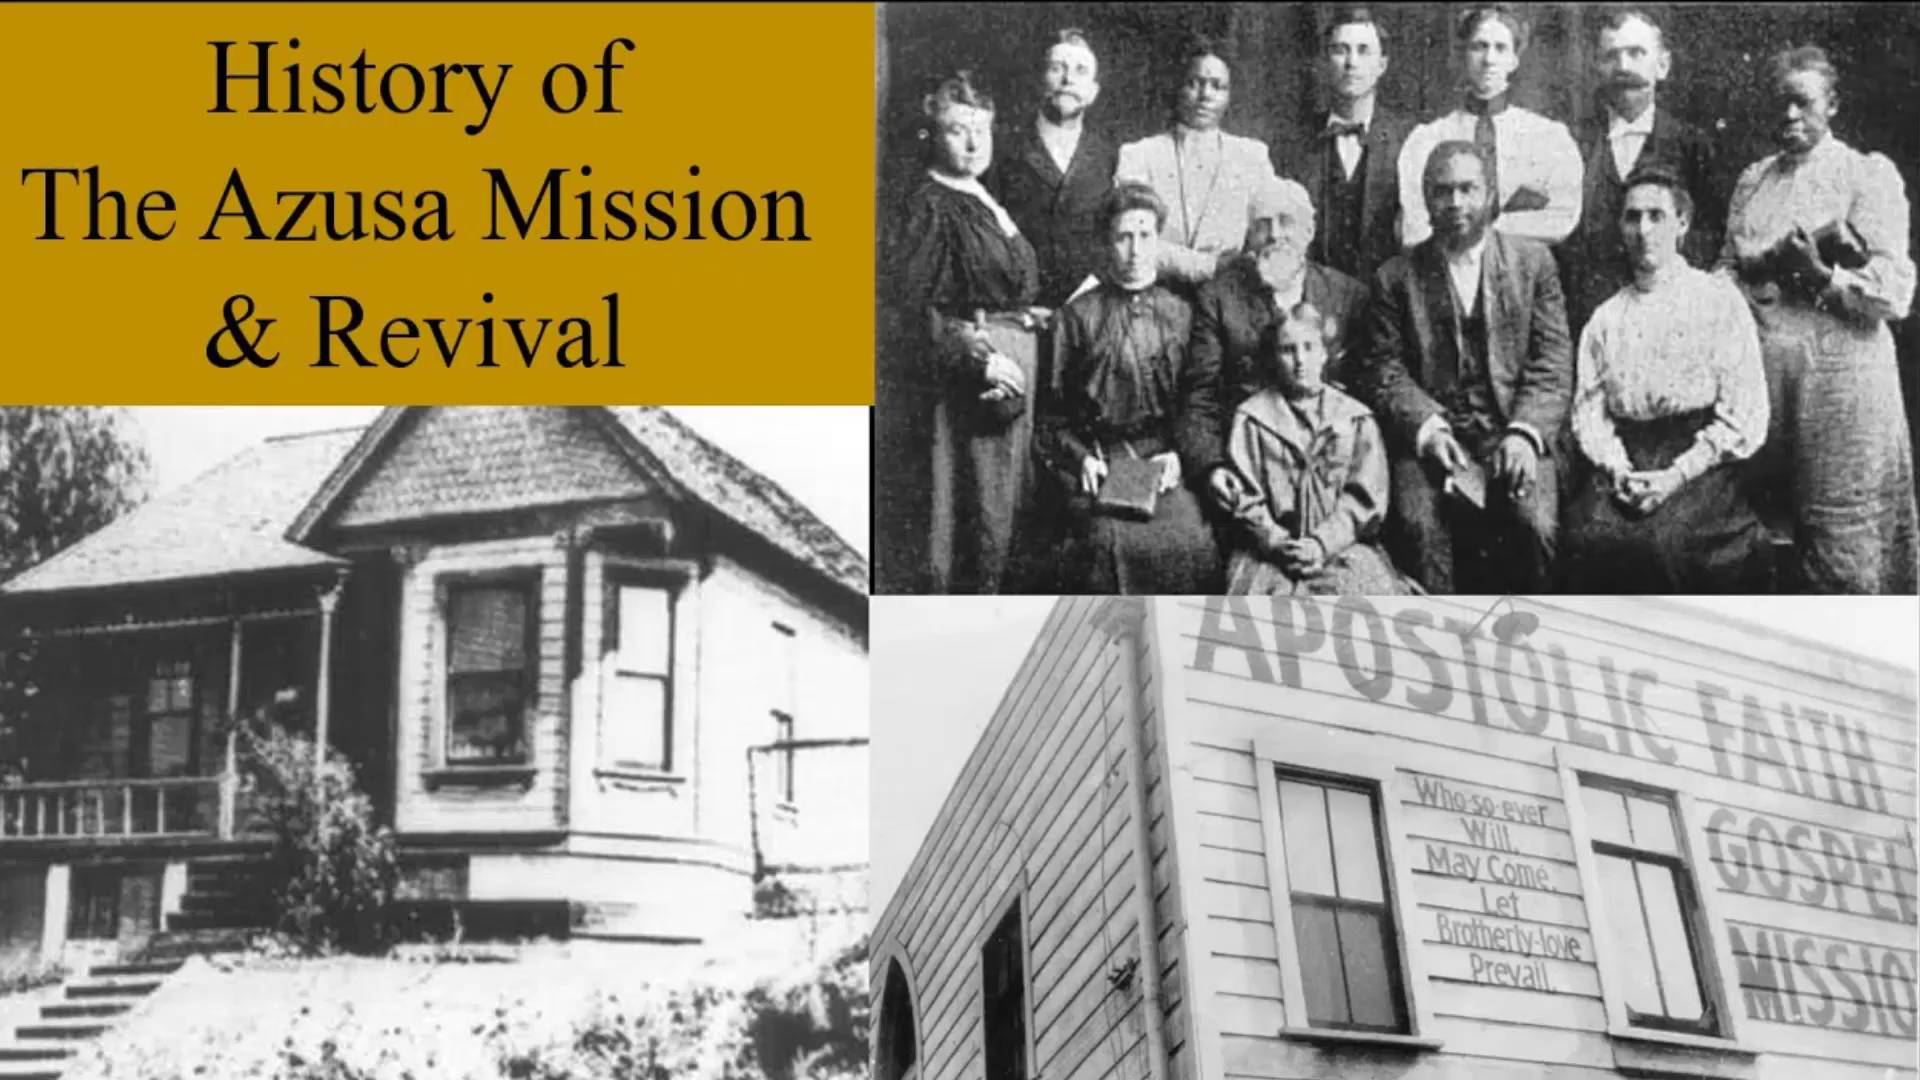 History of
The Azusa Mission
& Revival
APOSTOLIC FAITH
GOSPEL
MISSIO
Who-so-ever
Will.
May Come.
Let
Brotherly-love
Prevail.